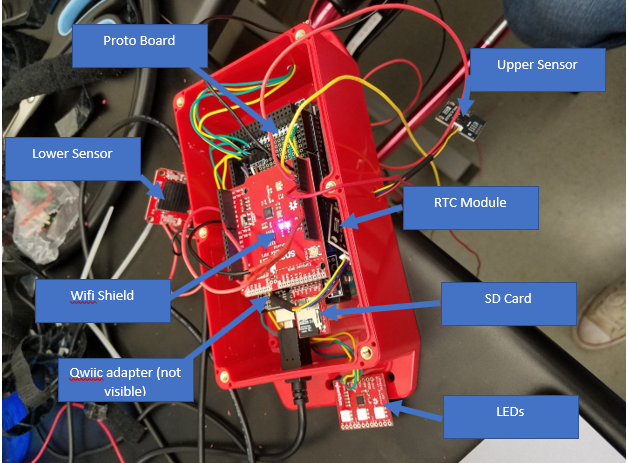 Proto Board
Upper Sensor
Lower Sensor
RTC Module
Wifi Shield
SD Card
Qwiic adapter (not
visible)
LEDs